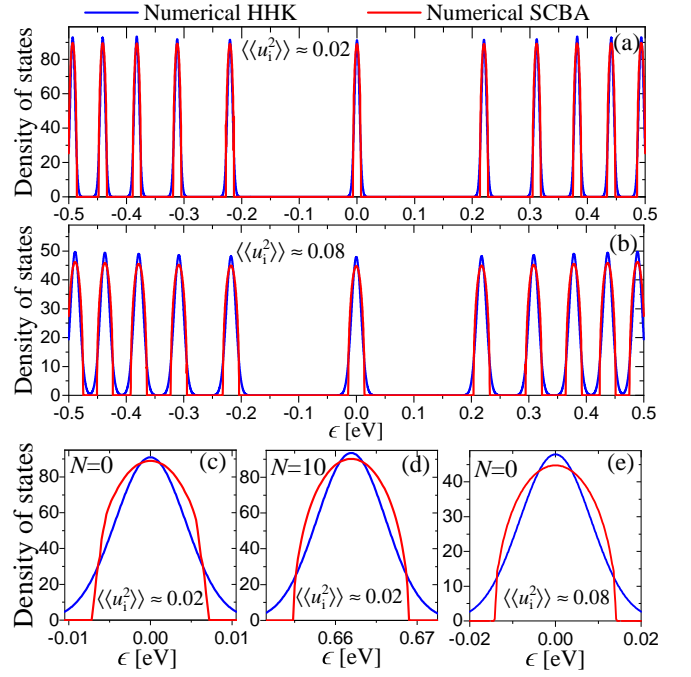 Numerical HHK Numerical SCBA
(a)
⟨⟨u_i^2⟩⟩ ≈ 0.02
Density of states
80
60
40
20
0
-0.5 -0.4 -0.3 -0.2 -0.1 0.0 0.1 0.2 0.3 0.4 0.5
(b)
⟨⟨u_i^2⟩⟩ ≈ 0.08
Density of states
50
40
30
20
10
0
-0.5 -0.4 -0.3 -0.2 -0.1 0.0 0.1 0.2 0.3 0.4 0.5
ϵ [eV]
N=0 (c) N=10 (d) N=0 (e)
Density of states
80
60
40
20
0
40
30
20
10
0
⟨⟨u_i^2⟩⟩ ≈ 0.02 ⟨⟨u_i^2⟩⟩ ≈ 0.02 ⟨⟨u_i^2⟩⟩ ≈ 0.08
-0.01 0.00 0.01 0.66 0.67 -0.02 0.00 0.02
ϵ [eV] ϵ [eV] ϵ [eV]